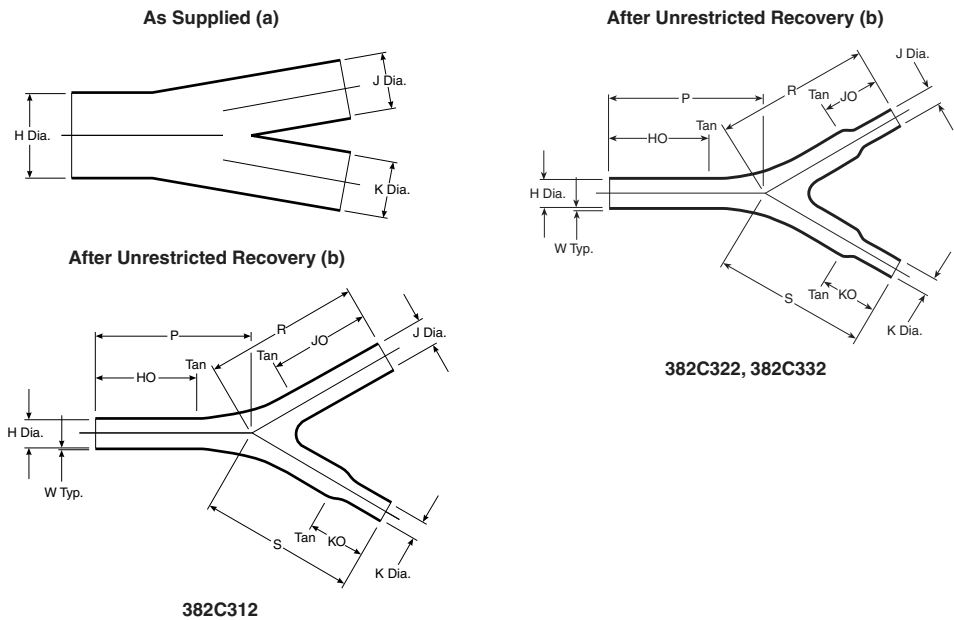 As Supplied (a)
H Dia.
J Dia.
K Dia.
After Unrestricted Recovery (b)
P
HO
Tan
R
Tan
JO
J Dia.
H Dia.
W Typ.
S
Tan
KO
K Dia.
382C322, 382C332
After Unrestricted Recovery (b)
P
HO
Tan
R
Tan
JO
J Dia.
H Dia.
W Typ.
S
Tan
KO
K Dia.
382C312